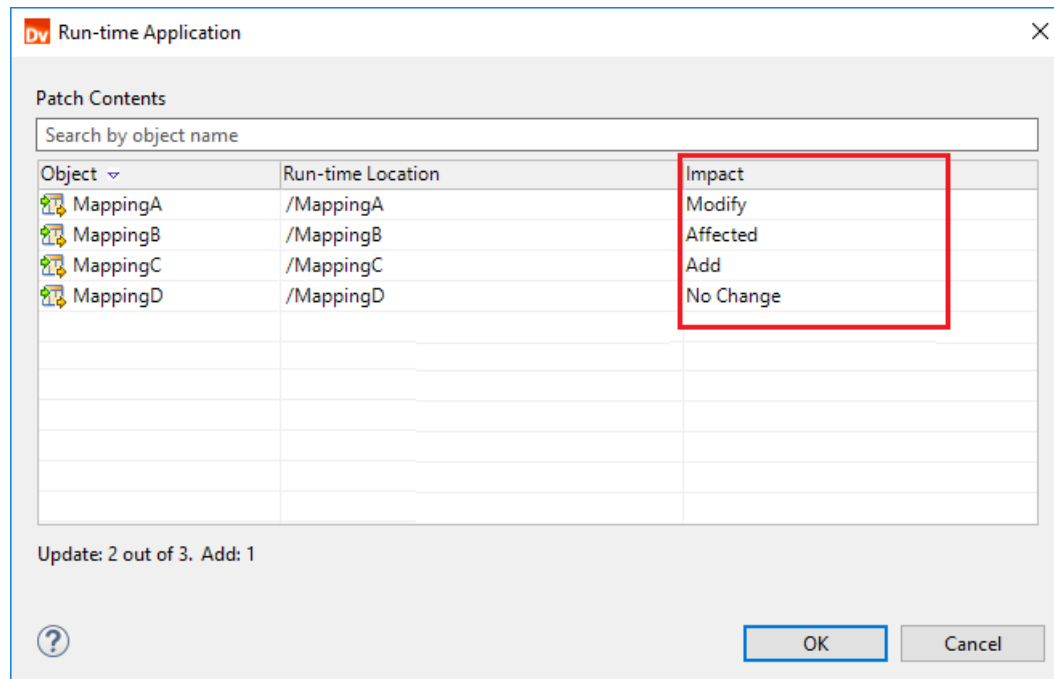 Dv Run-time Application
Patch Contents
Search by object name
Object Run-time Location Impact
MappingA /MappingA Modify
MappingB /MappingB Affected
MappingC /MappingC Add
MappingD /MappingD No Change
Update: 2 out of 3. Add: 1
? OK Cancel